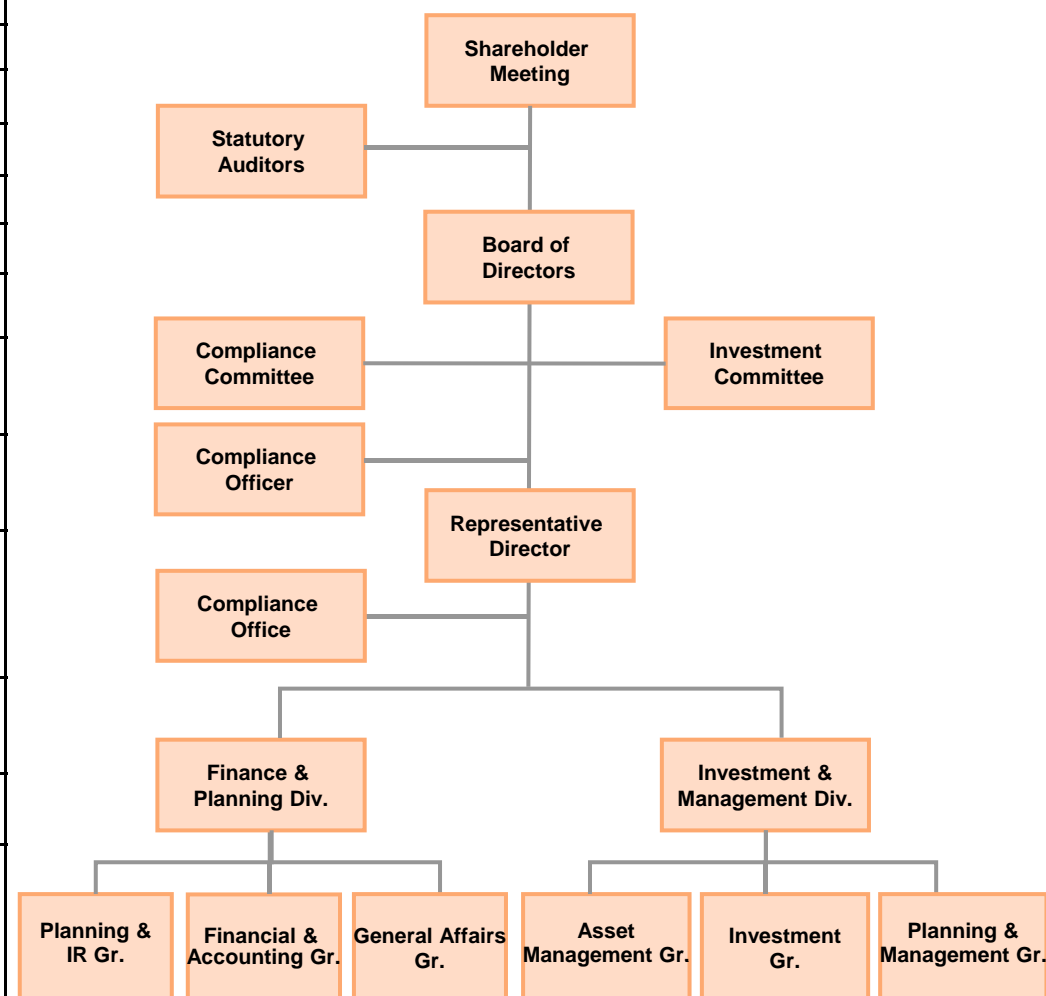 Shareholder
Meeting
Statutory
Auditors
Board of
Directors
Compliance
Committee
Investment
Committee
Compliance
Officer
Representative
Director
Compliance
Office
Finance &
Planning Div.
Investment &
Management Div.
Planning &
IR Gr.
Financial &
Accounting Gr.
General Affairs
Gr.
Asset
Management Gr.
Investment
Gr.
Planning &
Management Gr.